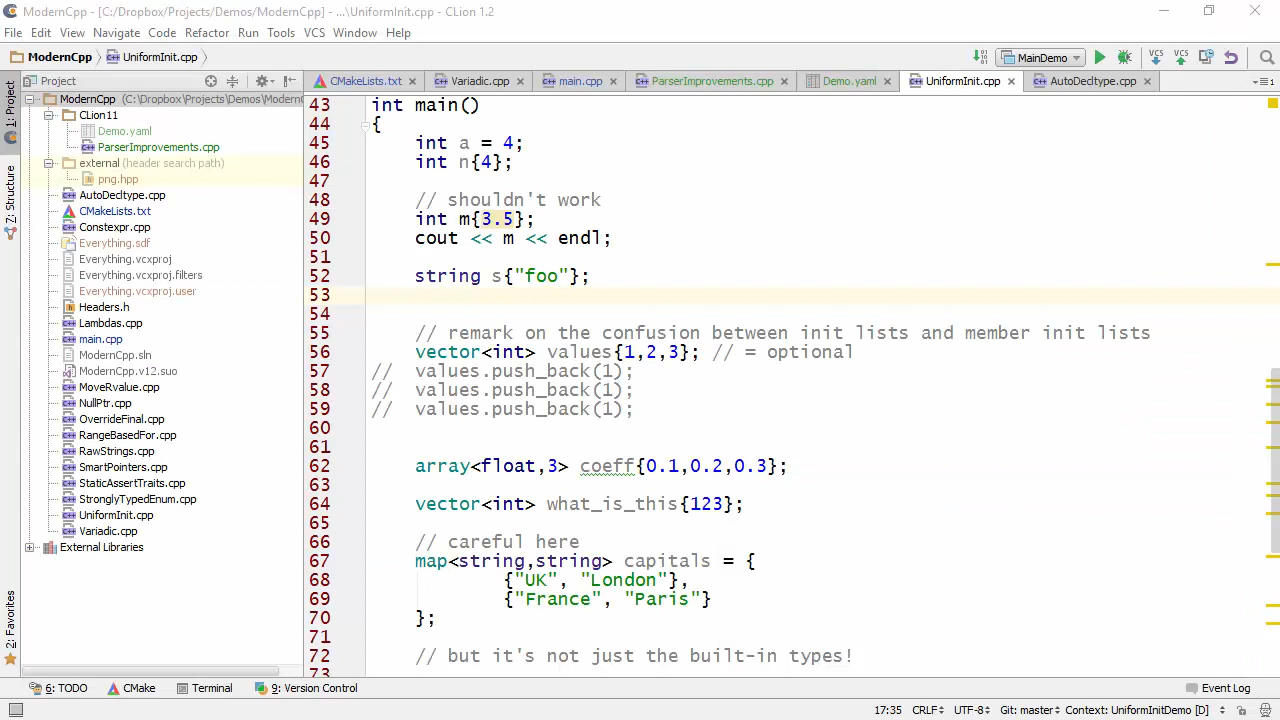 ModernCpp - [C:/Dropbox/Projects/Demos/ModernCpp] - ...\UniformInit.cpp - CLion 1.2
File Edit View Navigate Code Refactor Run Tools VCS Window Help
ModernCpp UniformInit.cpp MainDemo VCS VCS
Project CMakeLists.txt Variadic.cpp main.cpp ParserImprovements.cpp Demo.yaml UniformInit.cpp AutoDecltype.cpp
1: Project
7: Structure
2: Favorites
ModernCpp (C:/Dropbox/Projects/Demos/Modern
CLion11
Demo.yaml
ParserImprovements.cpp
external (header search path)
png.hpp
AutoDecltype.cpp
CMakeLists.txt
Constexpr.cpp
Everything.sdf
Everything.vcxproj
Everything.vcxproj.filters
Everything.vcxproj.user
Headers.h
Lambdas.cpp
main.cpp
ModernCpp.sln
ModernCpp.v12.suo
MoveRvalue.cpp
NullPtr.cpp
OverrideFinal.cpp
RangeBasedFor.cpp
RawStrings.cpp
SmartPointers.cpp
StaticAssertTraits.cpp
StronglyTypedEnum.cpp
UniformInit.cpp
Variadic.cpp
External Libraries
43 int main()
44 {
45 int a = 4;
46 int n{4};
47
48 // shouldn't work
49 int m{3.5};
50 cout << m << endl;
51
52 string s{"foo"};
53
54
55 // remark on the confusion between init lists and member init lists
56 vector<int> values{1,2,3}; // = optional
57 // values.push_back(1);
58 // values.push_back(1);
59 // values.push_back(1);
60
61
62 array<float,3> coeff{0.1,0.2,0.3};
63
64 vector<int> what_is_this{123};
65
66 // careful here
67 map<string,string> capitals = {
68 {"UK", "London"},
69 {"France", "Paris"}
70 };
71
72 // but it's not just the built-in types!
73
6: TODO CMake Terminal 9: Version Control Event Log
17:35 CRLF UTF-8 Git: master Context: UniformInitDemo [D]